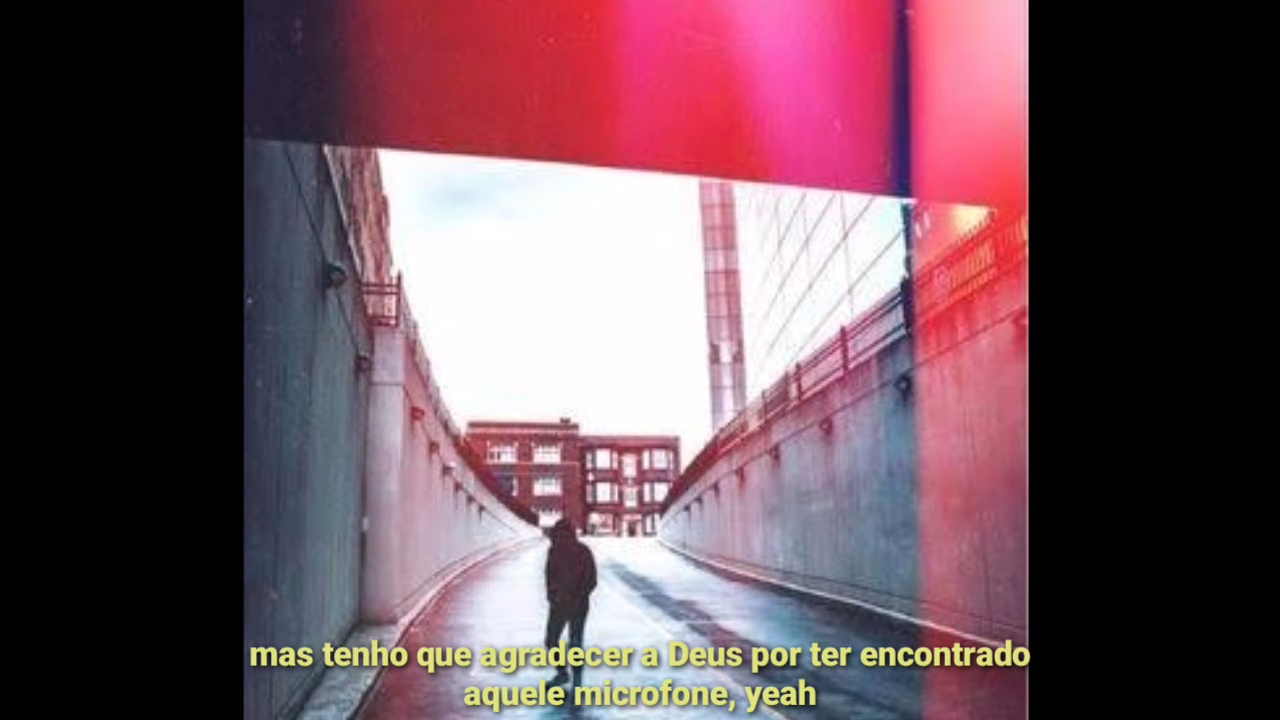 mas tenho que agradecer a Deus por ter encontrado
aquele microfone, yeah